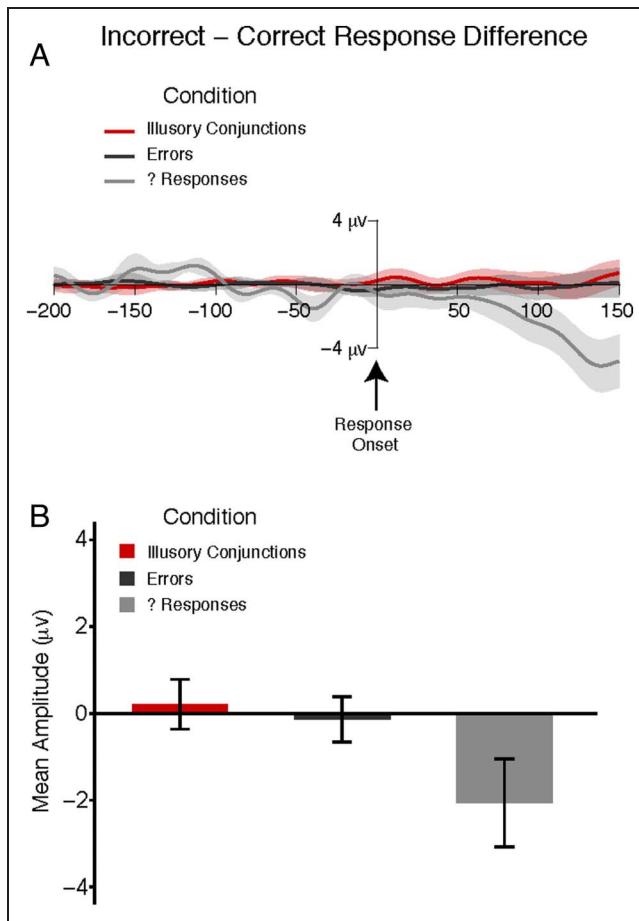 Incorrect – Correct Response Difference
A
Condition
Illusory Conjunctions
Errors
? Responses
4 μv
−200 −150 −100 −50 50 100 150
−4 μv
Response
Onset
B
Condition
Illusory Conjunctions
Errors
? Responses
Mean Amplitude (μv)
4
2
0
−2
−4